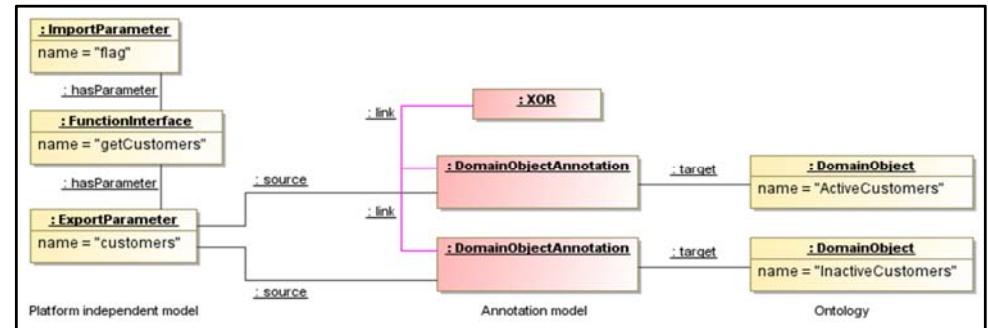 : ImportParameter
name = "flag"
: hasParameter
: FunctionInterface
name = "getCustomers"
: hasParameter
: ExportParameter
name = "customers"
: source
: source
Platform independent model
: link
: XOR
: DomainObjectAnnotation
: link
: DomainObjectAnnotation
Annotation model
: target
: DomainObject
name = "ActiveCustomers"
: target
: DomainObject
name = "InactiveCustomers"
Ontology